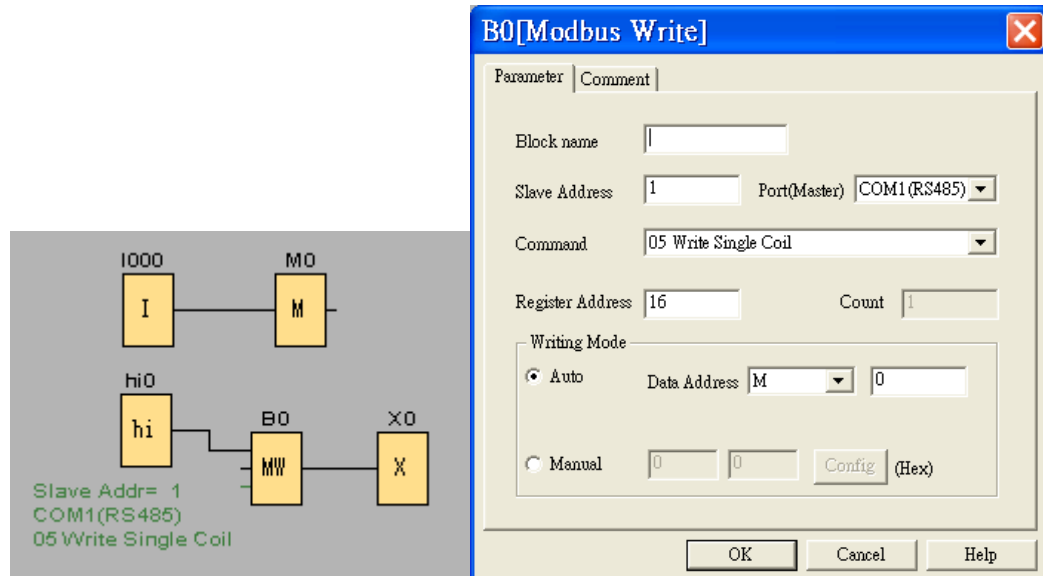 I000 M0
I M
hi0
hi
B0 X0
MW X
Slave Addr= 1
COM1(RS485)
05 Write Single Coil
B0[Modbus Write]
Parameter Comment
Block name
Slave Address 1 Port(Master) COM1(RS485)
Command 05 Write Single Coil
Register Address 16 Count 1
Writing Mode
Auto Data Address M 0
Manual 0 0 Config (Hex)
OK Cancel Help